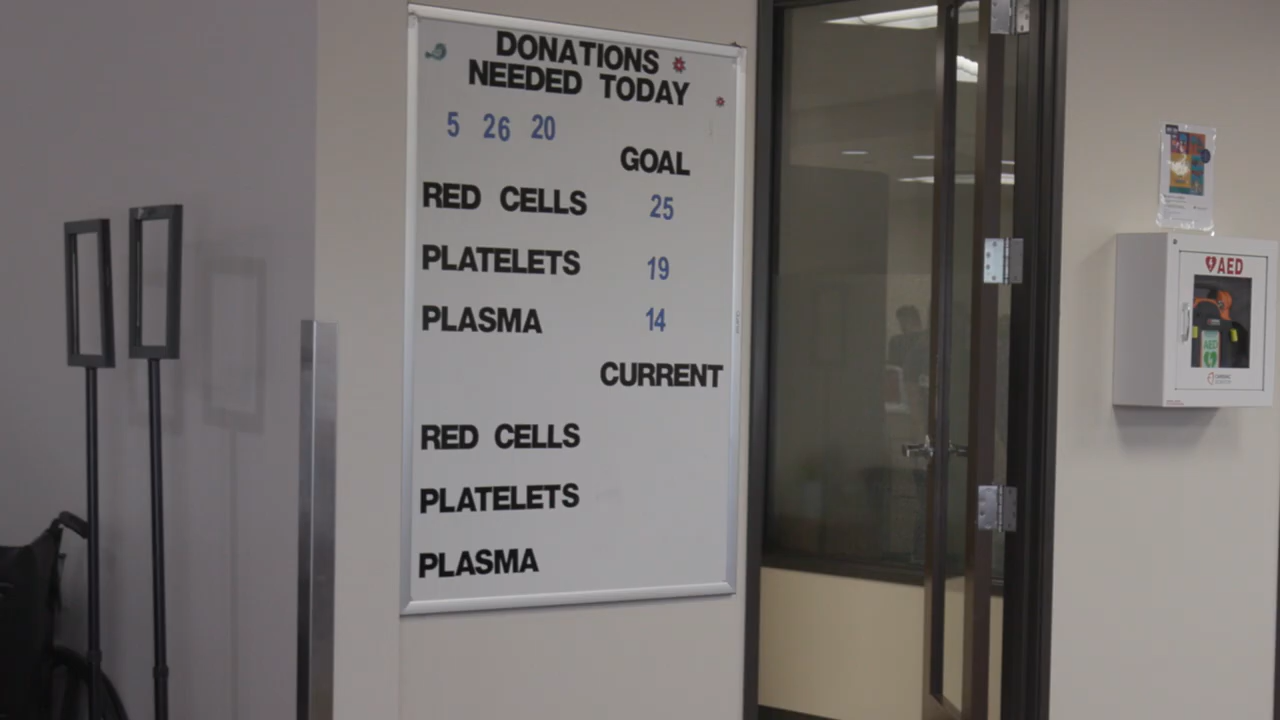 DONATIONS
NEEDED TODAY
5 26 20
GOAL
RED CELLS 25
PLATELETS 19
PLASMA 14
CURRENT
RED CELLS
PLATELETS
PLASMA
AED
AED